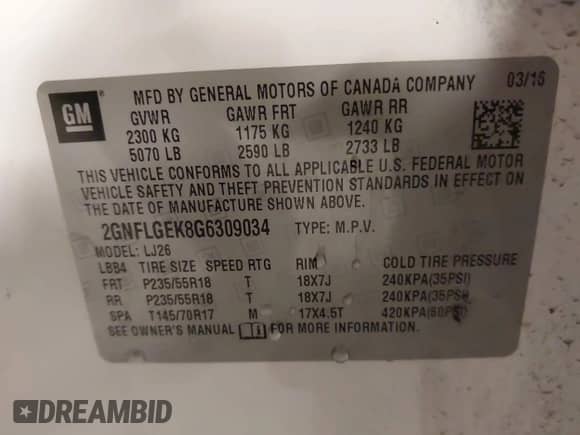 GM
MFD BY GENERAL MOTORS OF CANADA COMPANY 03/16
GVWR GAWR FRT GAWR RR
2300 KG 1175 KG 1240 KG
5070 LB 2590 LB 2733 LB
THIS VEHICLE CONFORMS TO ALL APPLICABLE U.S. FEDERAL MOTOR
VEHICLE SAFETY AND THEFT PREVENTION STANDARDS IN EFFECT ON
THE DATE OF MANUFACTURE SHOWN ABOVE.
2GNFLGEK8G6309034 TYPE: M.P.V.
MODEL: LJ26
LBB4 TIRE SIZE SPEED RTG RIM COLD TIRE PRESSURE
FRT P235/55R18 T 18X7J 240KPA(35PSI)
RR P235/55R18 T 18X7J 240KPA(35PSI)
SPA T145/70R17 M 17X4.5T 420KPA(60PSI)
SEE OWNER'S MANUAL FOR MORE INFORMATION.
DREAMBID